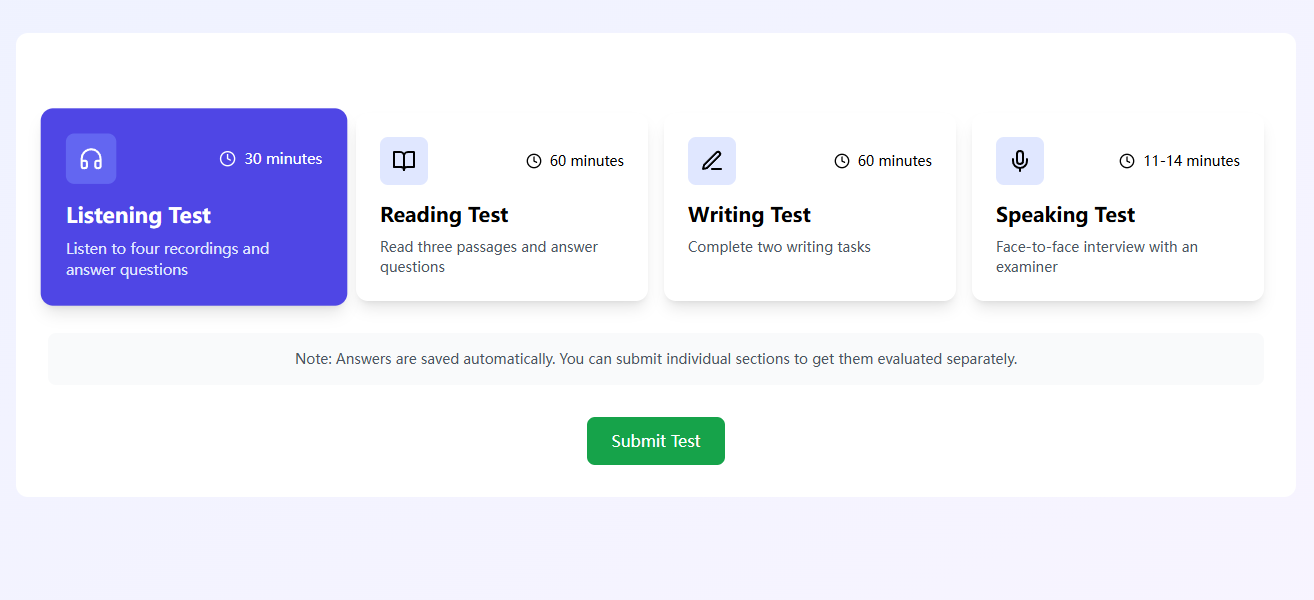 30 minutes
Listening Test
Listen to four recordings and
answer questions
60 minutes
Reading Test
Read three passages and answer
questions
60 minutes
Writing Test
Complete two writing tasks
11-14 minutes
Speaking Test
Face-to-face interview with an
examiner
Note: Answers are saved automatically. You can submit individual sections to get them evaluated separately.
Submit Test